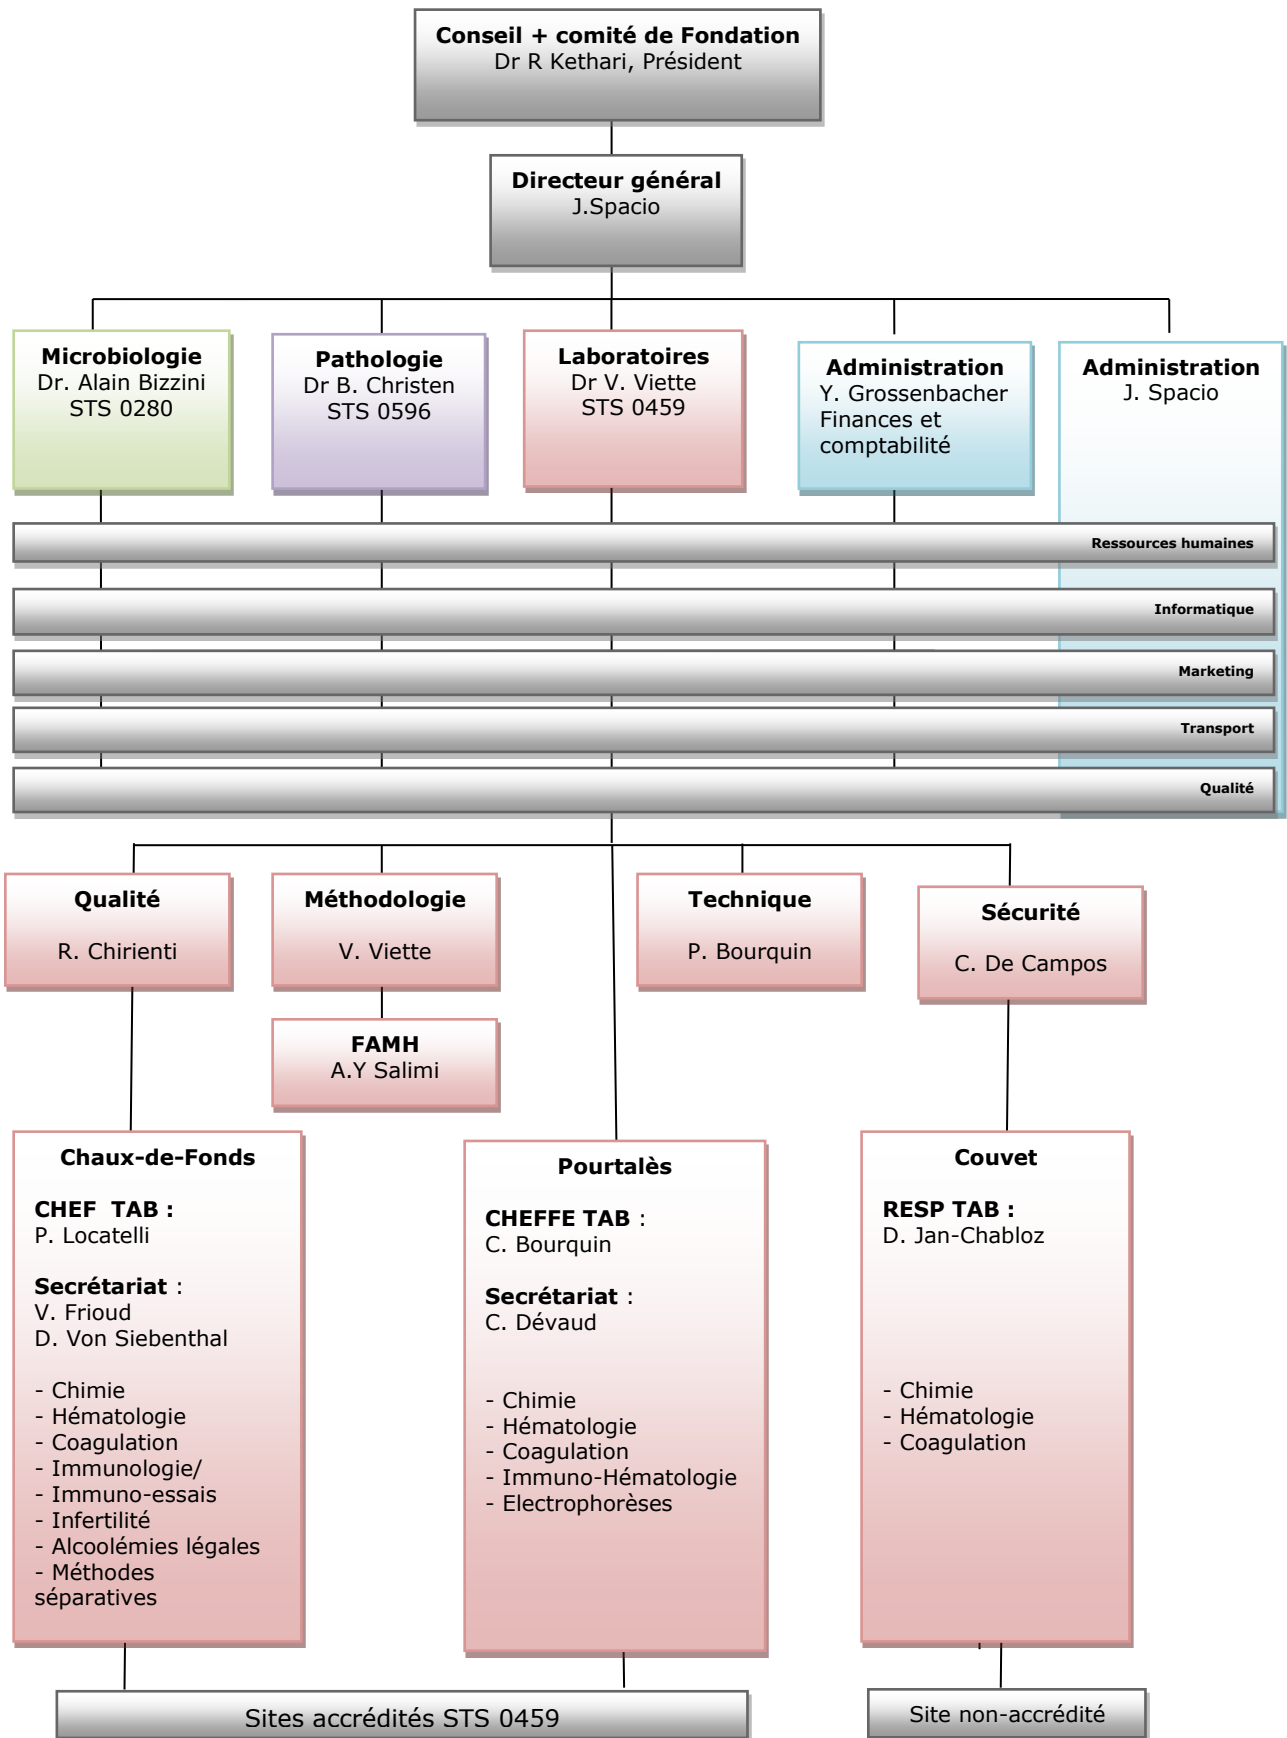 Conseil + comité de Fondation
Dr R Kethari, Président
Directeur général
J.Spacio
Microbiologie
Dr. Alain Bizzini
STS 0280
Pathologie
Dr B. Christen
STS 0596
Laboratoires
Dr V. Viette
STS 0459
Administration
Y. Grossenbacher
Finances et
comptabilité
Administration
J. Spacio
Ressources humaines
Informatique
Marketing
Transport
Qualité
Qualité
R. Chirienti
Méthodologie
V. Viette
Technique
P. Bourquin
Sécurité
C. De Campos
FAMH
A.Y Salimi
Chaux-de-Fonds
CHEF TAB :
P. Locatelli
Secrétariat :
V. Frioud
D. Von Siebenthal
- Chimie
- Hématologie
- Coagulation
- Immunologie/
- Immuno-essais
- Infertilité
- Alcoolémies légales
- Méthodes
séparatives
Pourtalès
CHEFFE TAB :
C. Bourquin
Secrétariat :
C. Dévaud
- Chimie
- Hématologie
- Coagulation
- Immuno-Hématologie
- Electrophorèses
Couvet
RESP TAB :
D. Jan-Chabloz
- Chimie
- Hématologie
- Coagulation
Sites accrédités STS 0459
Site non-accrédité